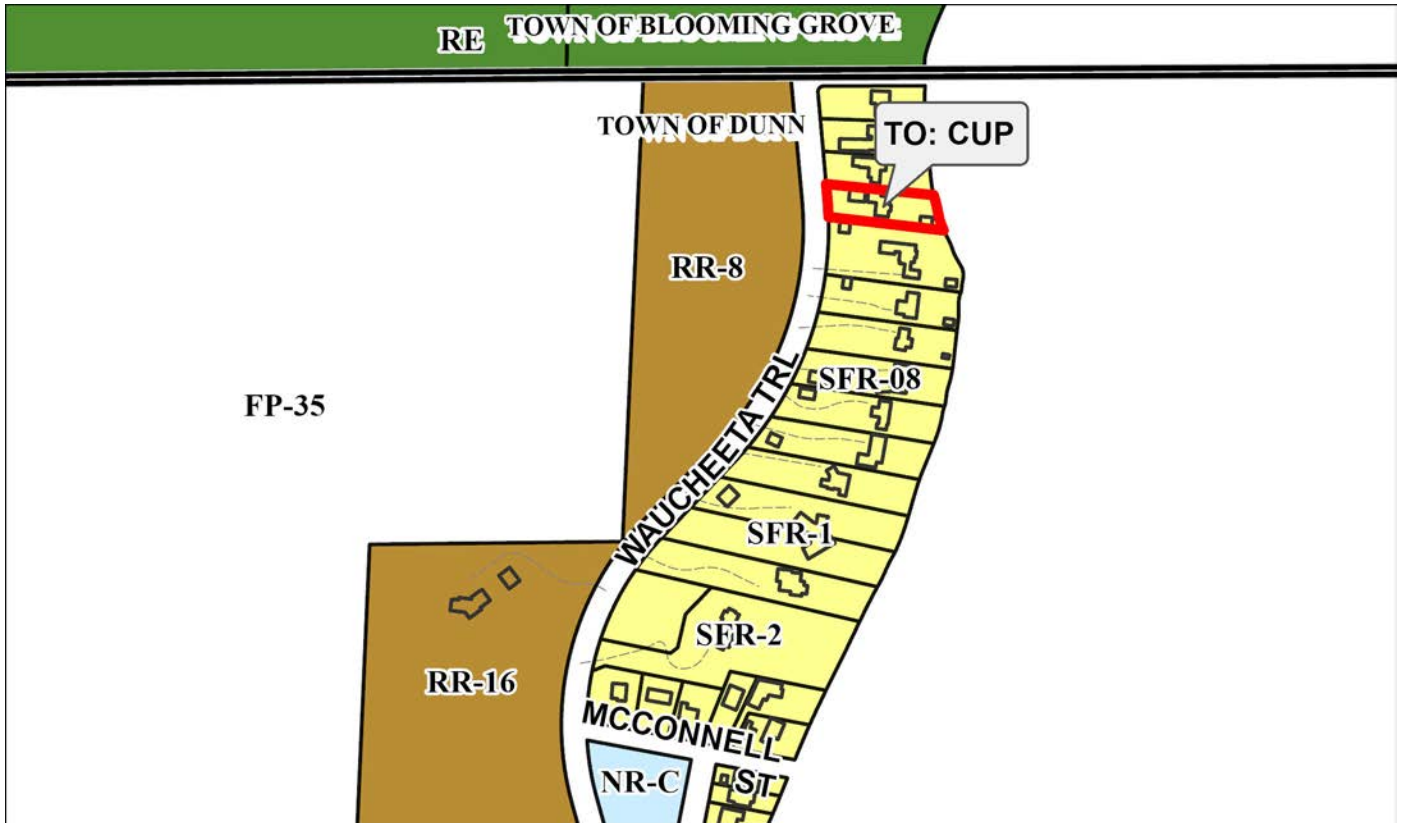 RE
TOWN OF BLOOMING GROVE
TOWN OF DUNN
TO: CUP
RR-8
FP-35
SFR-08
WAUCHEETA TRL
SFR-1
SFR-2
RR-16
MCCONNELL ST
NR-C